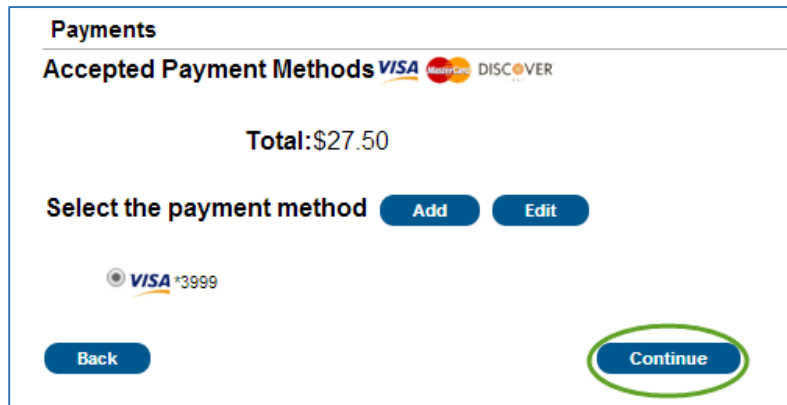 Payments
Accepted Payment Methods VISA MasterCard DISCOVER
Total:$27.50
Select the payment method Add Edit
VISA *3999
Back Continue